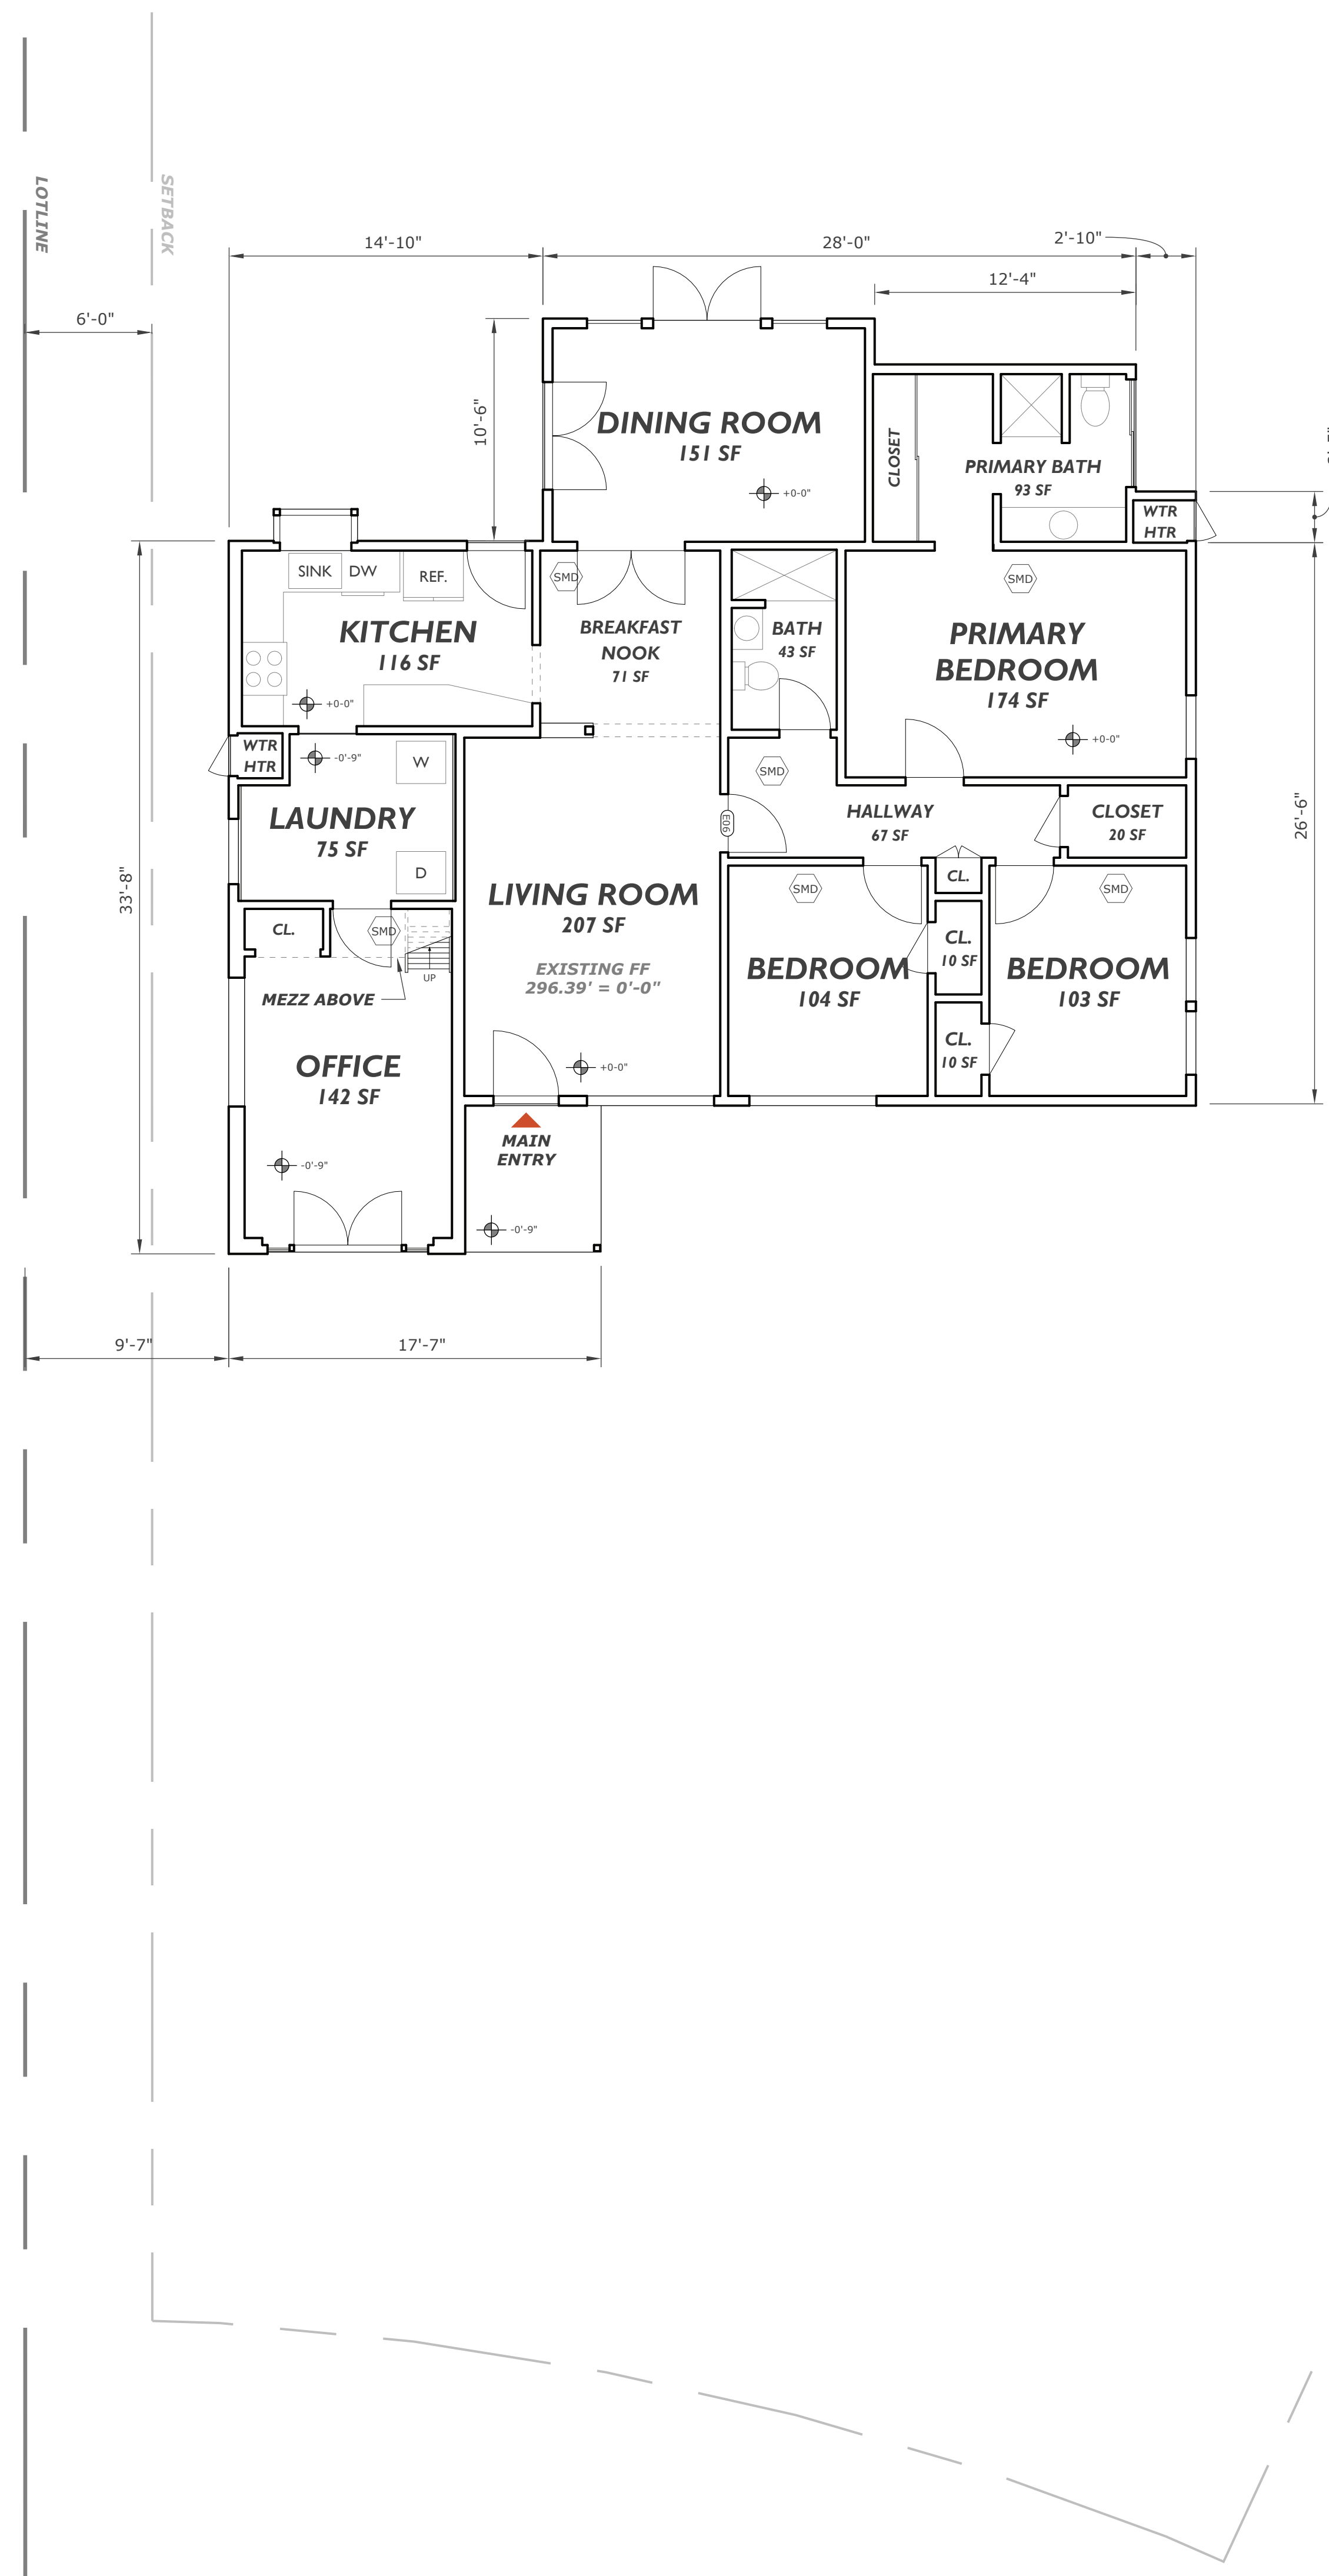 LOTLINE
SETBACK
14'-10"
28'-0"
2'-10"
12'-4"
6'-0"
10'-6"
DINING ROOM
151 SF
+0-0"
CLOSET
PRIMARY BATH
93 SF
WTR
HTR
SINK
DW
REF.
SMD
SMD
KITCHEN
116 SF
+0-0"
BREAKFAST
NOOK
71 SF
BATH
43 SF
PRIMARY
BEDROOM
174 SF
+0-0"
WTR
HTR
-0'-9"
W
SMD
LAUNDRY
75 SF
D
E06
HALLWAY
67 SF
CLOSET
20 SF
26'-6"
33'-8"
LIVING ROOM
207 SF
EXISTING FF
296.39' = 0'-0"
+0-0"
SMD
CL.
SMD
CL.
SMD
UP
MEZZ ABOVE
CL.
10 SF
BEDROOM
104 SF
BEDROOM
103 SF
CL.
10 SF
OFFICE
142 SF
-0'-9"
MAIN
ENTRY
-0'-9"
9'-7"
17'-7"